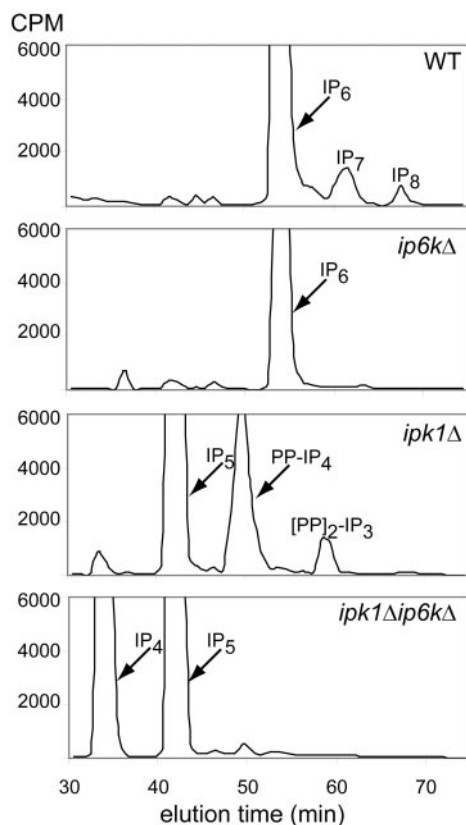 CPM
6000
4000
2000
WT
IP6
IP7
IP8
6000
4000
2000
ip6kΔ
IP6
6000
4000
2000
ipk1Δ
IP5
PP-IP4
[PP]2-IP3
6000
4000
2000
ipk1Δip6kΔ
IP4
IP5
30 40 50 60 70
elution time (min)